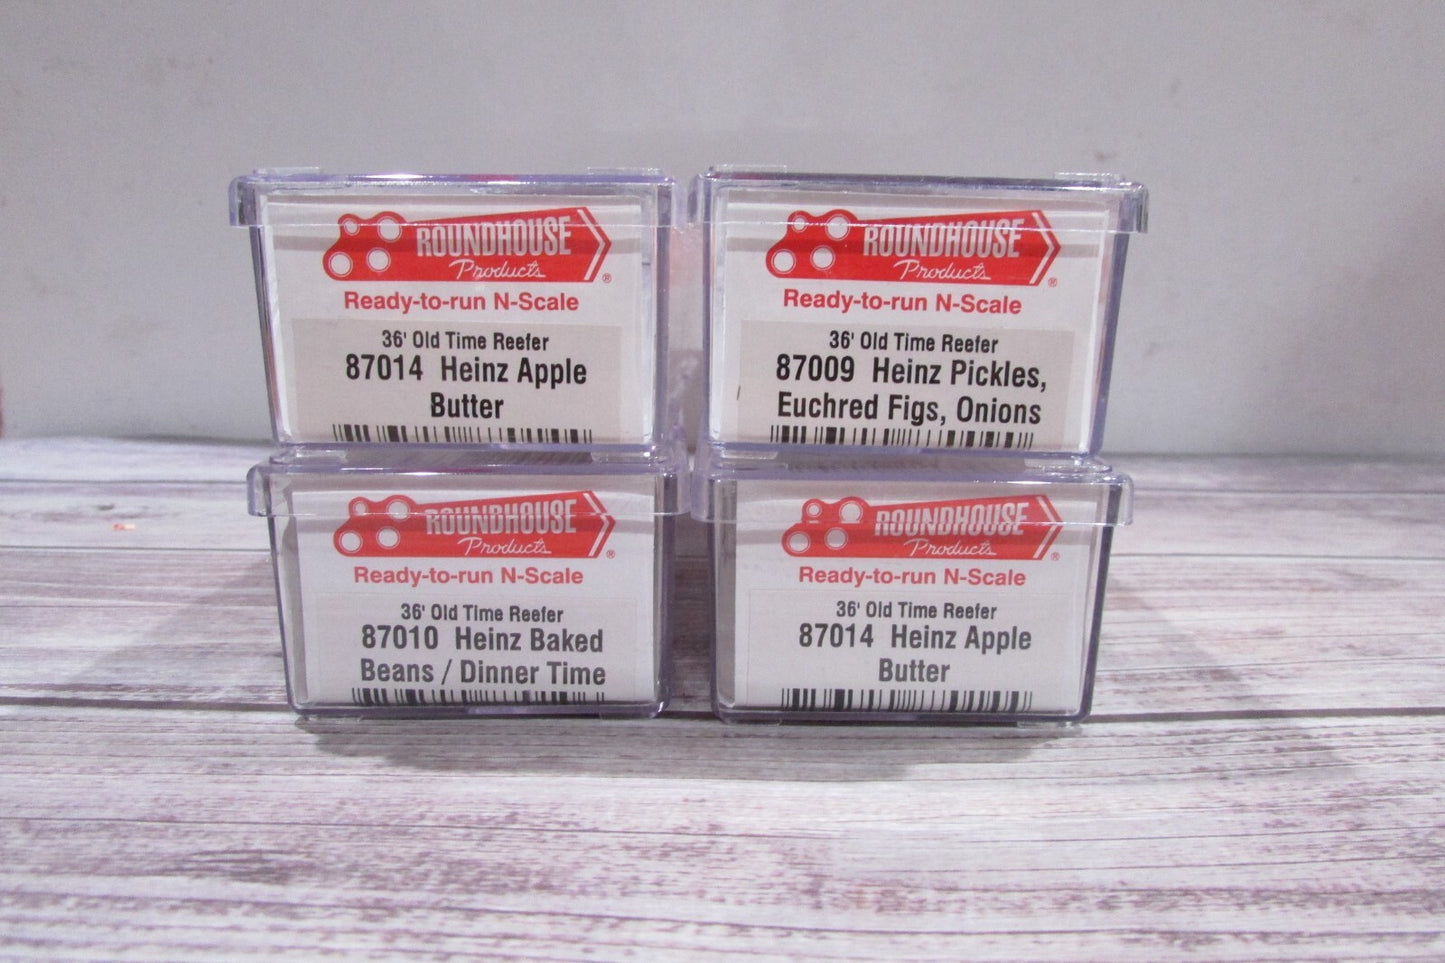 ROUNDHOUSE
Products
®
Ready-to-run N-Scale
36' Old Time Reefer
87014 Heinz Apple
Butter
ROUNDHOUSE
Products
®
Ready-to-run N-Scale
36' Old Time Reefer
87009 Heinz Pickles,
Euchred Figs, Onions
ROUNDHOUSE
Products
®
Ready-to-run N-Scale
36' Old Time Reefer
87010 Heinz Baked
Beans / Dinner Time
ROUNDHOUSE
Products
®
Ready-to-run N-Scale
36' Old Time Reefer
87014 Heinz Apple
Butter